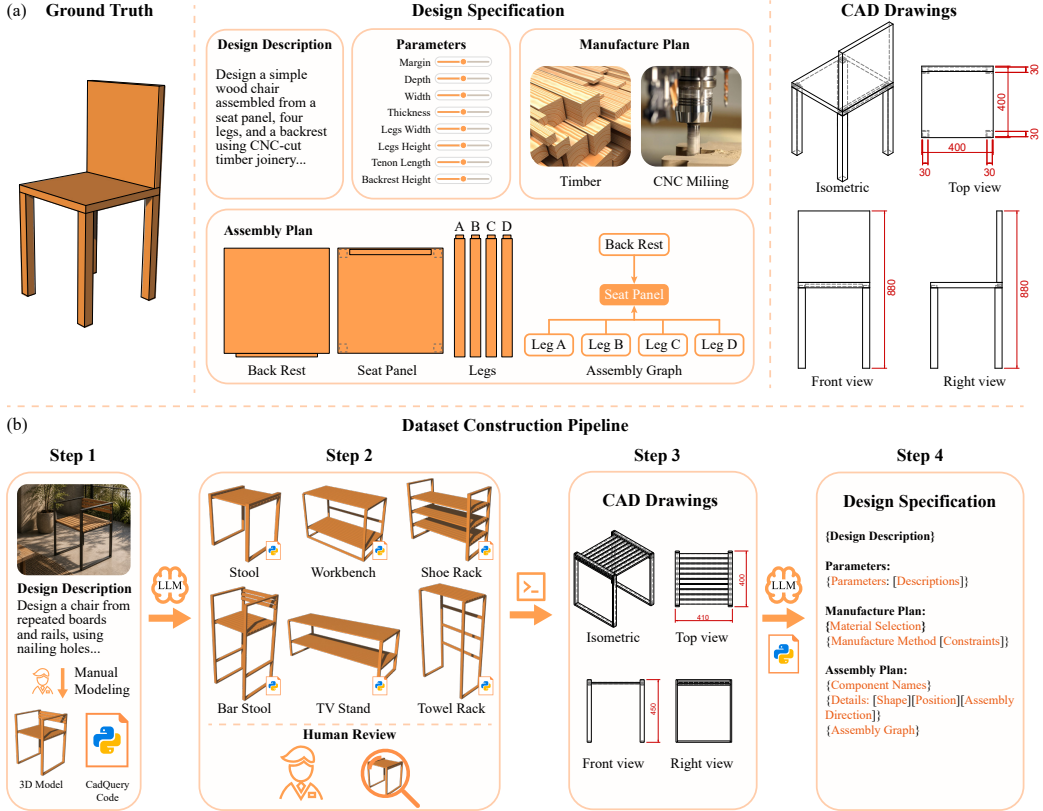 (a)
Ground Truth
Design Specification
CAD Drawings
Design Description
Design a simple
wood chair
assembled from a
seat panel, four
legs, and a backrest
using CNC-cut
timber joinery...
Parameters
Margin
Depth
Width
Thickness
Legs Width
Legs Height
Tenon Length
Backrest Height
Manufacture Plan
Timber
CNC Miliing
Assembly Plan
A B C D
Back Rest
Seat Panel
Legs
Back Rest
Seat Panel
Leg A
Leg B
Leg C
Leg D
Assembly Graph
30
400
30
400
30
30
Isometric
Top view
880
880
Front view
Right view
(b)
Dataset Construction Pipeline
Step 1
Step 2
Step 3
Step 4
Design Description
Design a chair from
repeated boards
and rails, using
nailing holes...
Manual
Modeling
3D Model
CadQuery
Code
LLM
Stool
Workbench
Shoe Rack
Bar Stool
TV Stand
Towel Rack
Human Review
CAD Drawings
400
410
Isometric
Top view
450
Front view
Right view
LLM
Design Specification
{Design Description}
Parameters:
{Parameters: [Descriptions]}
Manufacture Plan:
{Material Selection}
{Manufacture Method [Constraints]}
Assembly Plan:
{Component Names}
{Details: [Shape][Position][Assembly
Direction]}
{Assembly Graph}